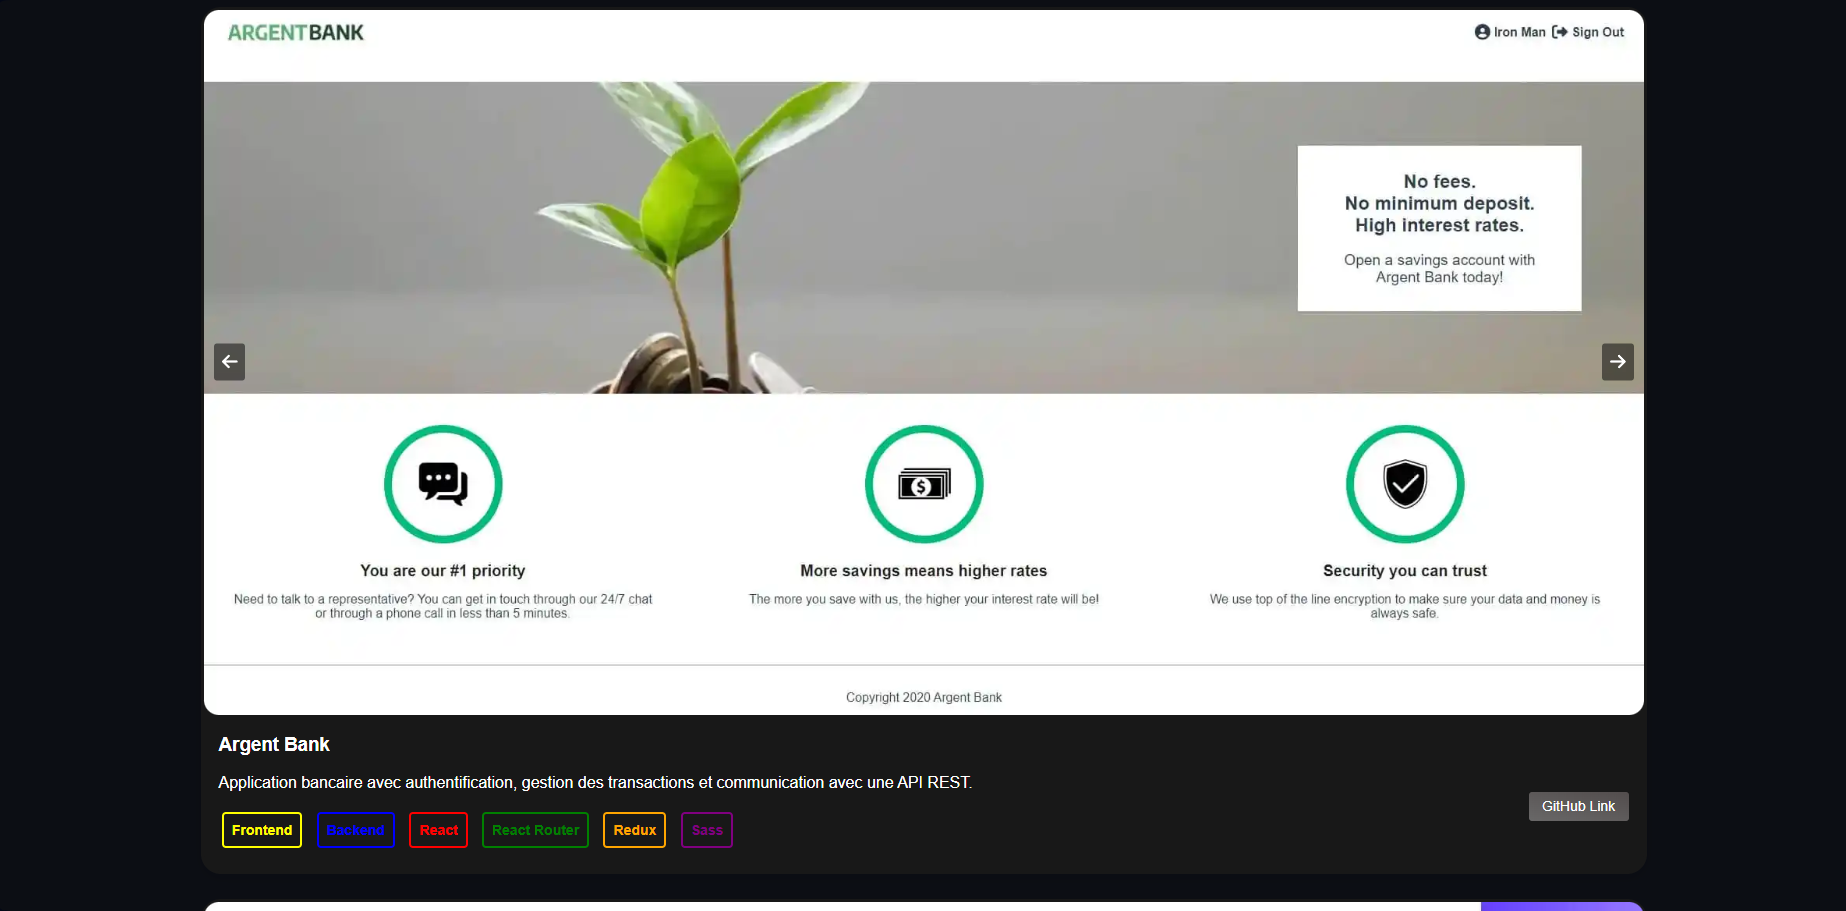 ARGENTBANK
Iron Man Sign Out
No fees.
No minimum deposit.
High interest rates.
Open a savings account with
Argent Bank today!
You are our #1 priority
Need to talk to a representative? You can get in touch through our 24/7 chat
or through a phone call in less than 5 minutes.
More savings means higher rates
The more you save with us, the higher your interest rate will be!
Security you can trust
We use top of the line encryption to make sure your data and money is
always safe.
Copyright 2020 Argent Bank
Argent Bank
Application bancaire avec authentification, gestion des transactions et communication avec une API REST.
GitHub Link
Frontend Backend React React Router Redux Sass